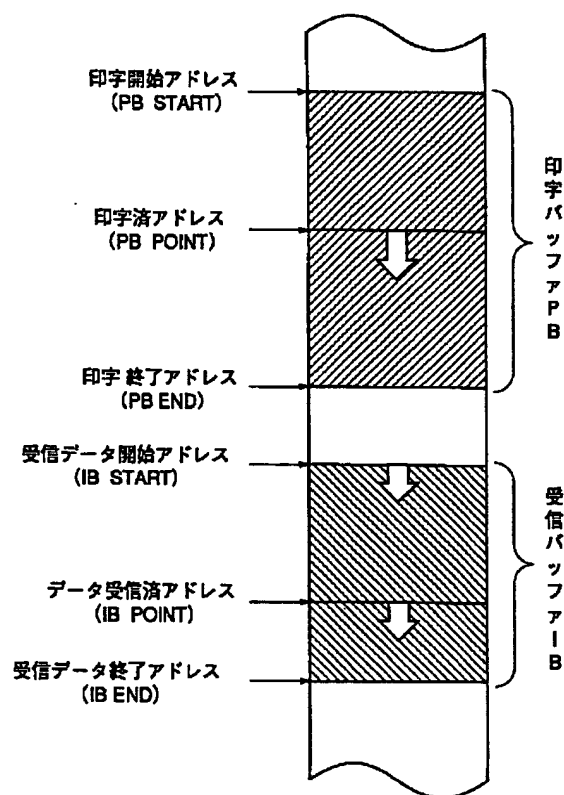 印字開始アドレス
(PB START)
印字済アドレス
(PB POINT)
印字 終了アドレス
(PB END)
受信データ開始アドレス
(IB START)
データ受信済アドレス
(IB POINT)
受信データ終了アドレス
(IB END)
印字バッファPB
受信バッファIB